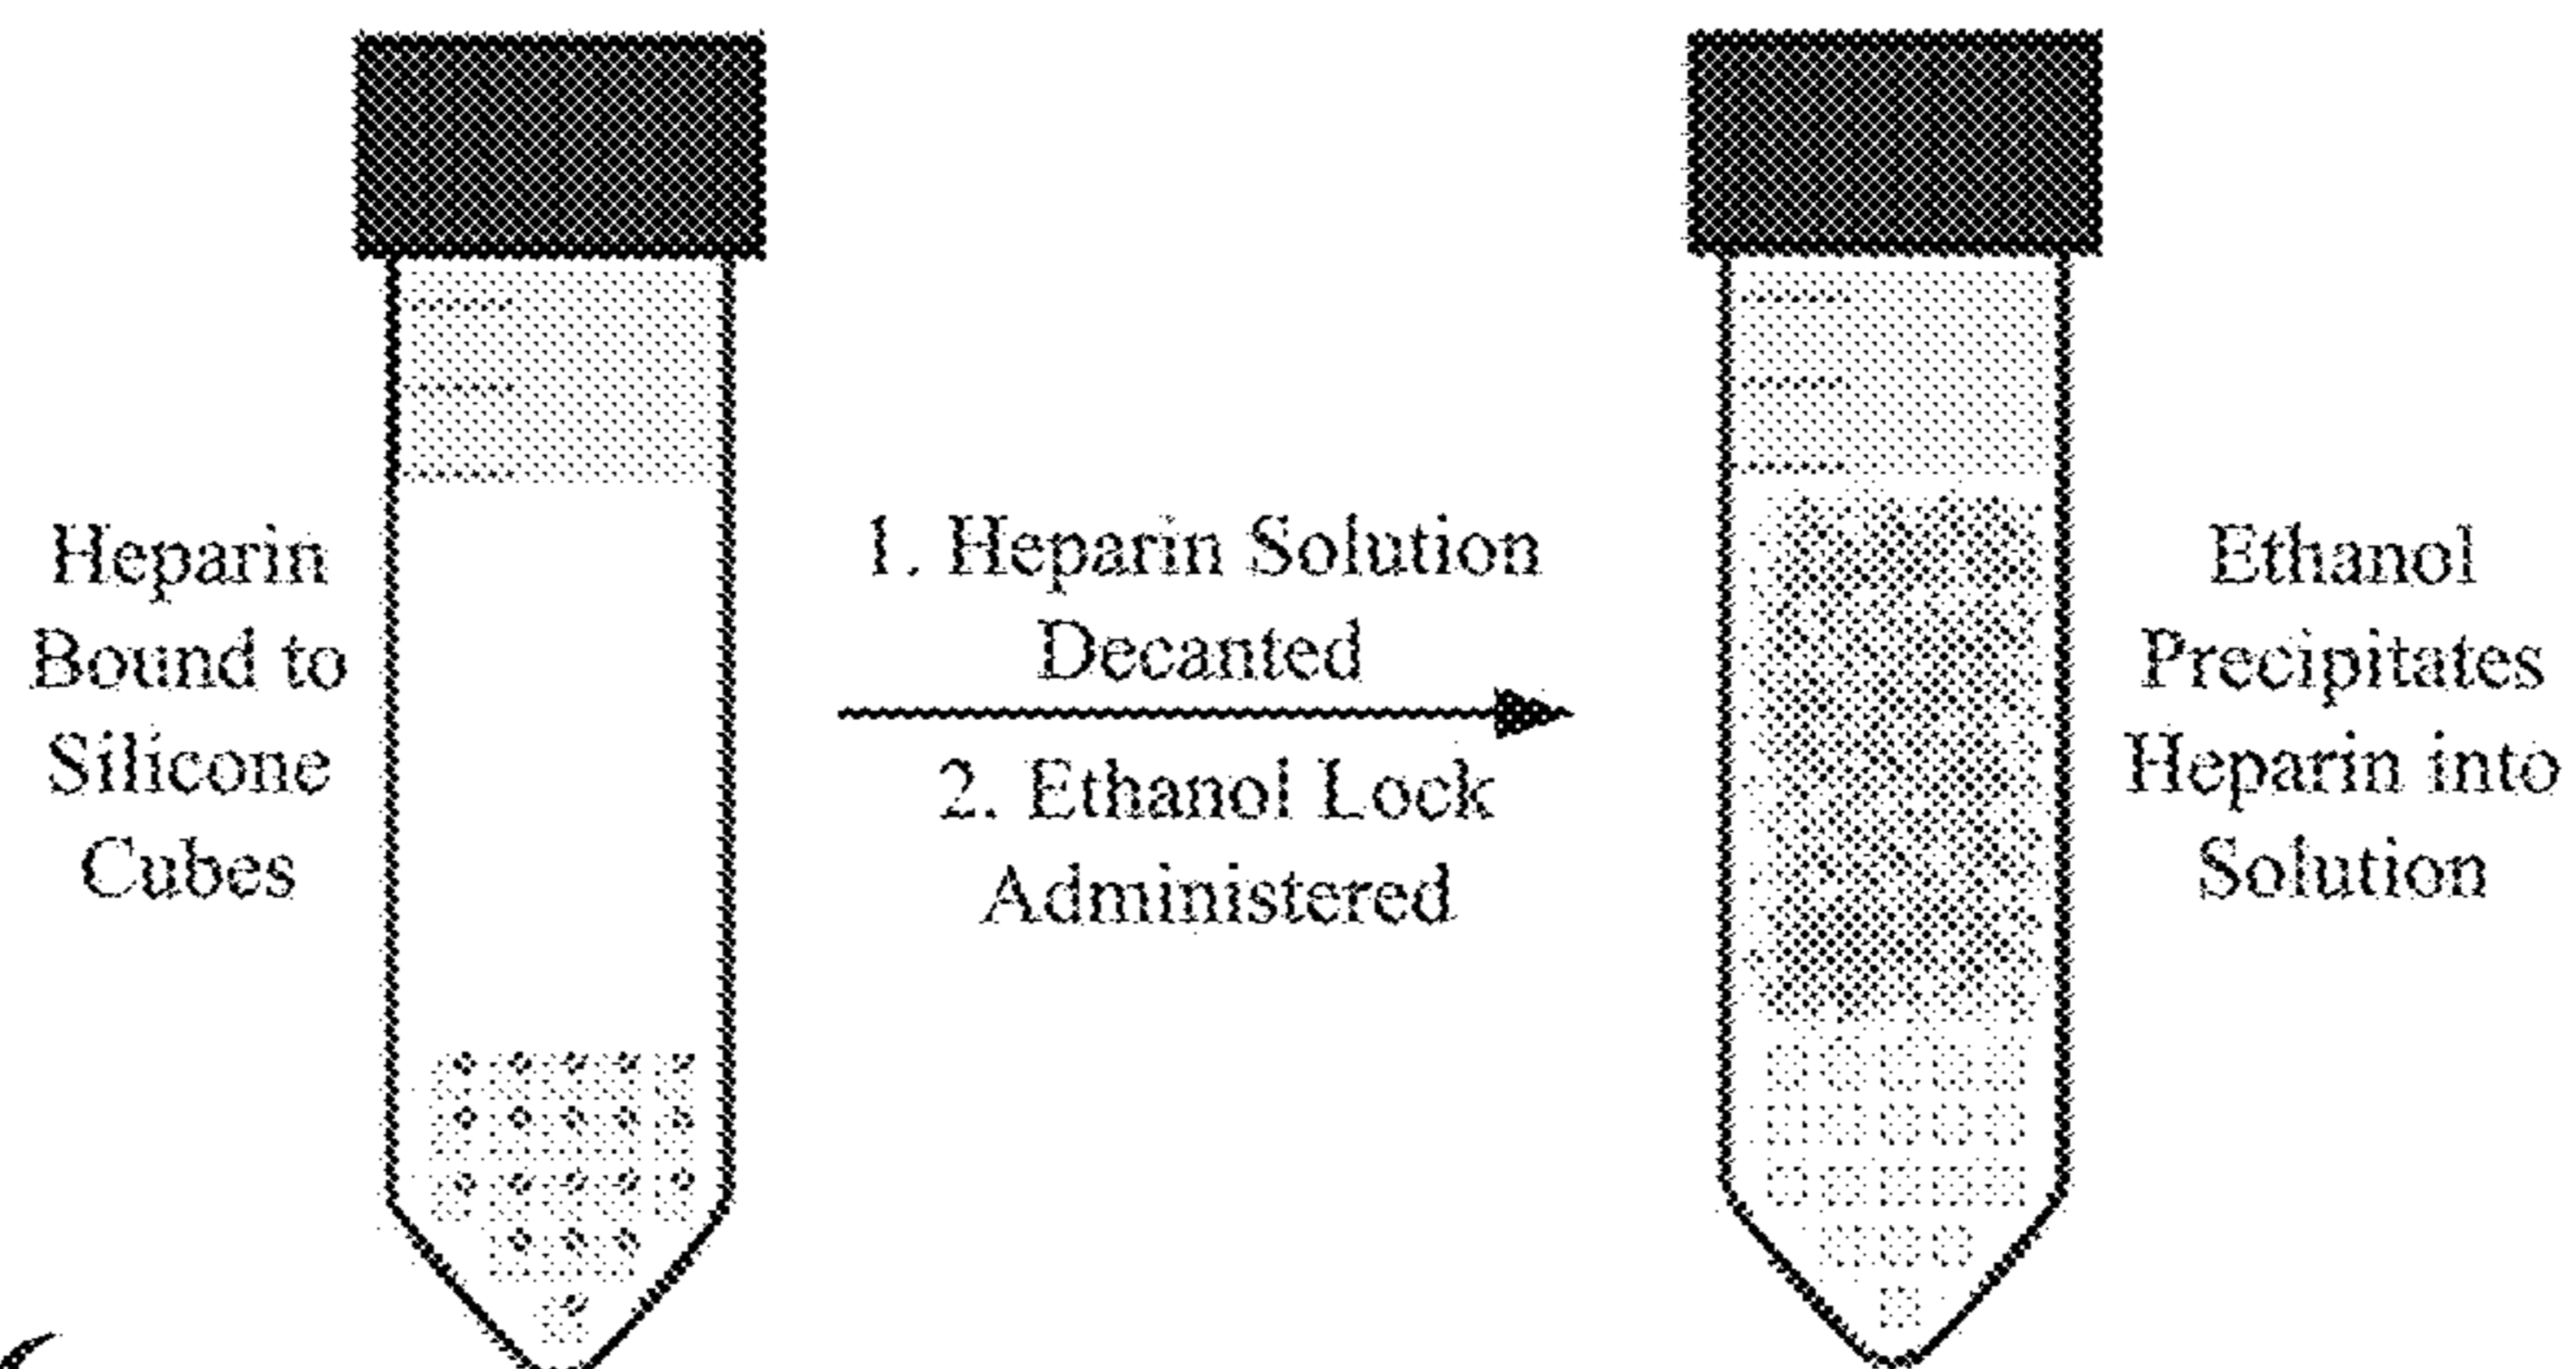 Heparin
Bound to
Silicone
Cubes
1. Heparin Solution
Decanted
2. Ethanol Lock
Administered
Ethanol
Precipitates
Heparin into
Solution